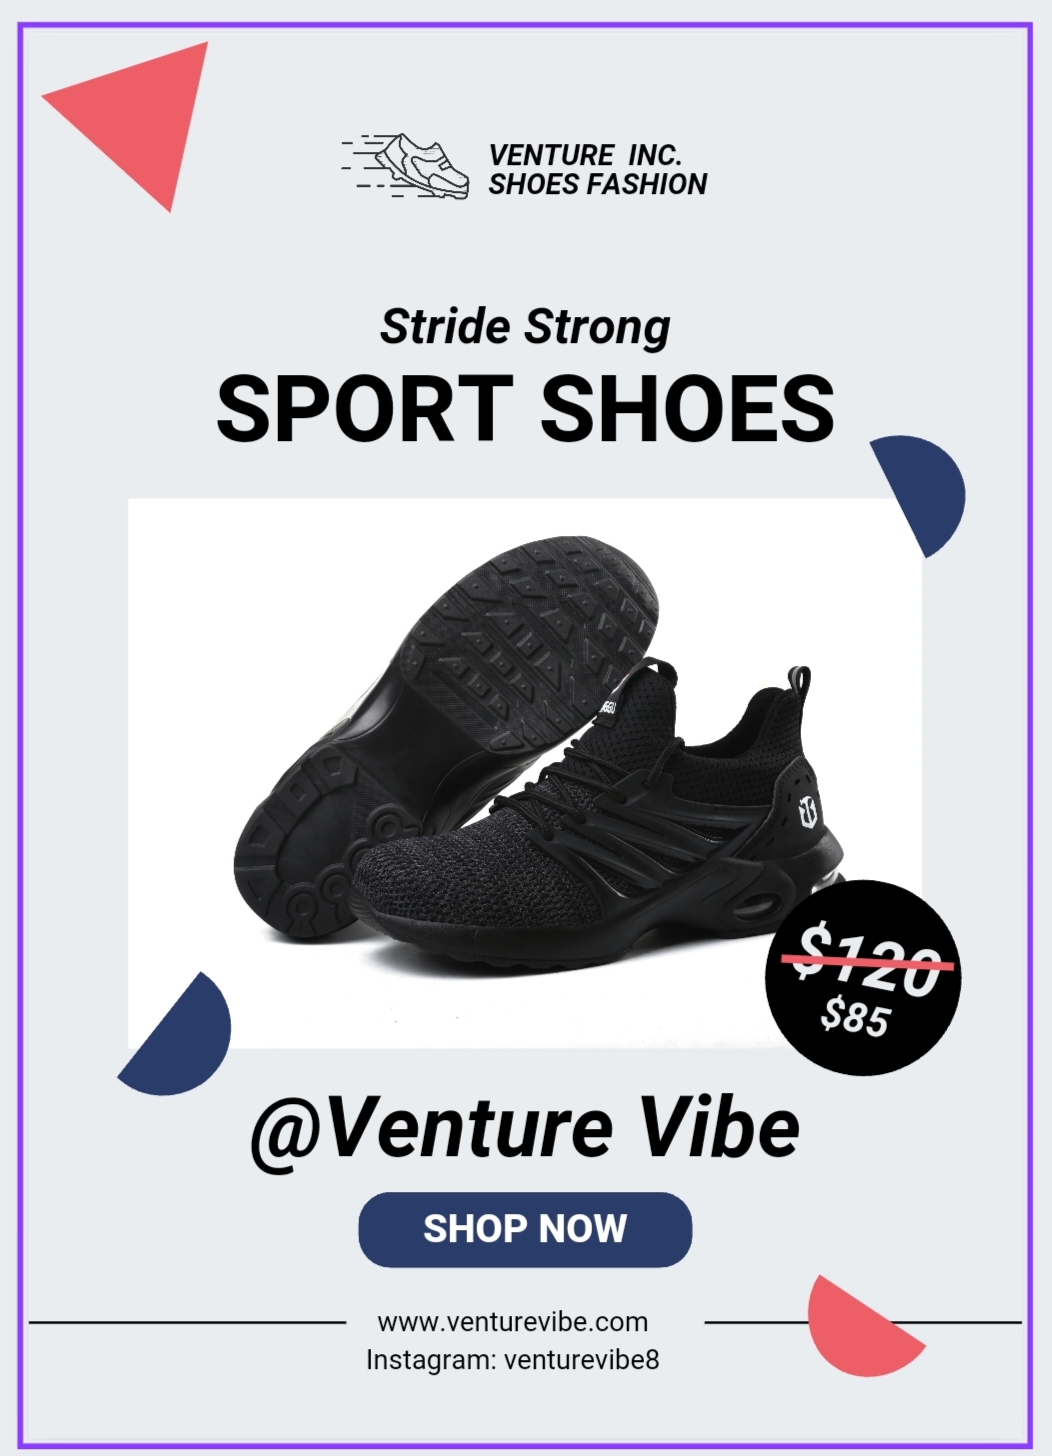 VENTURE INC.
SHOES FASHION
Stride Strong
SPORT SHOES
$120
$85
@Venture Vibe
SHOP NOW
www.venturevibe.com
Instagram: venturevibe8